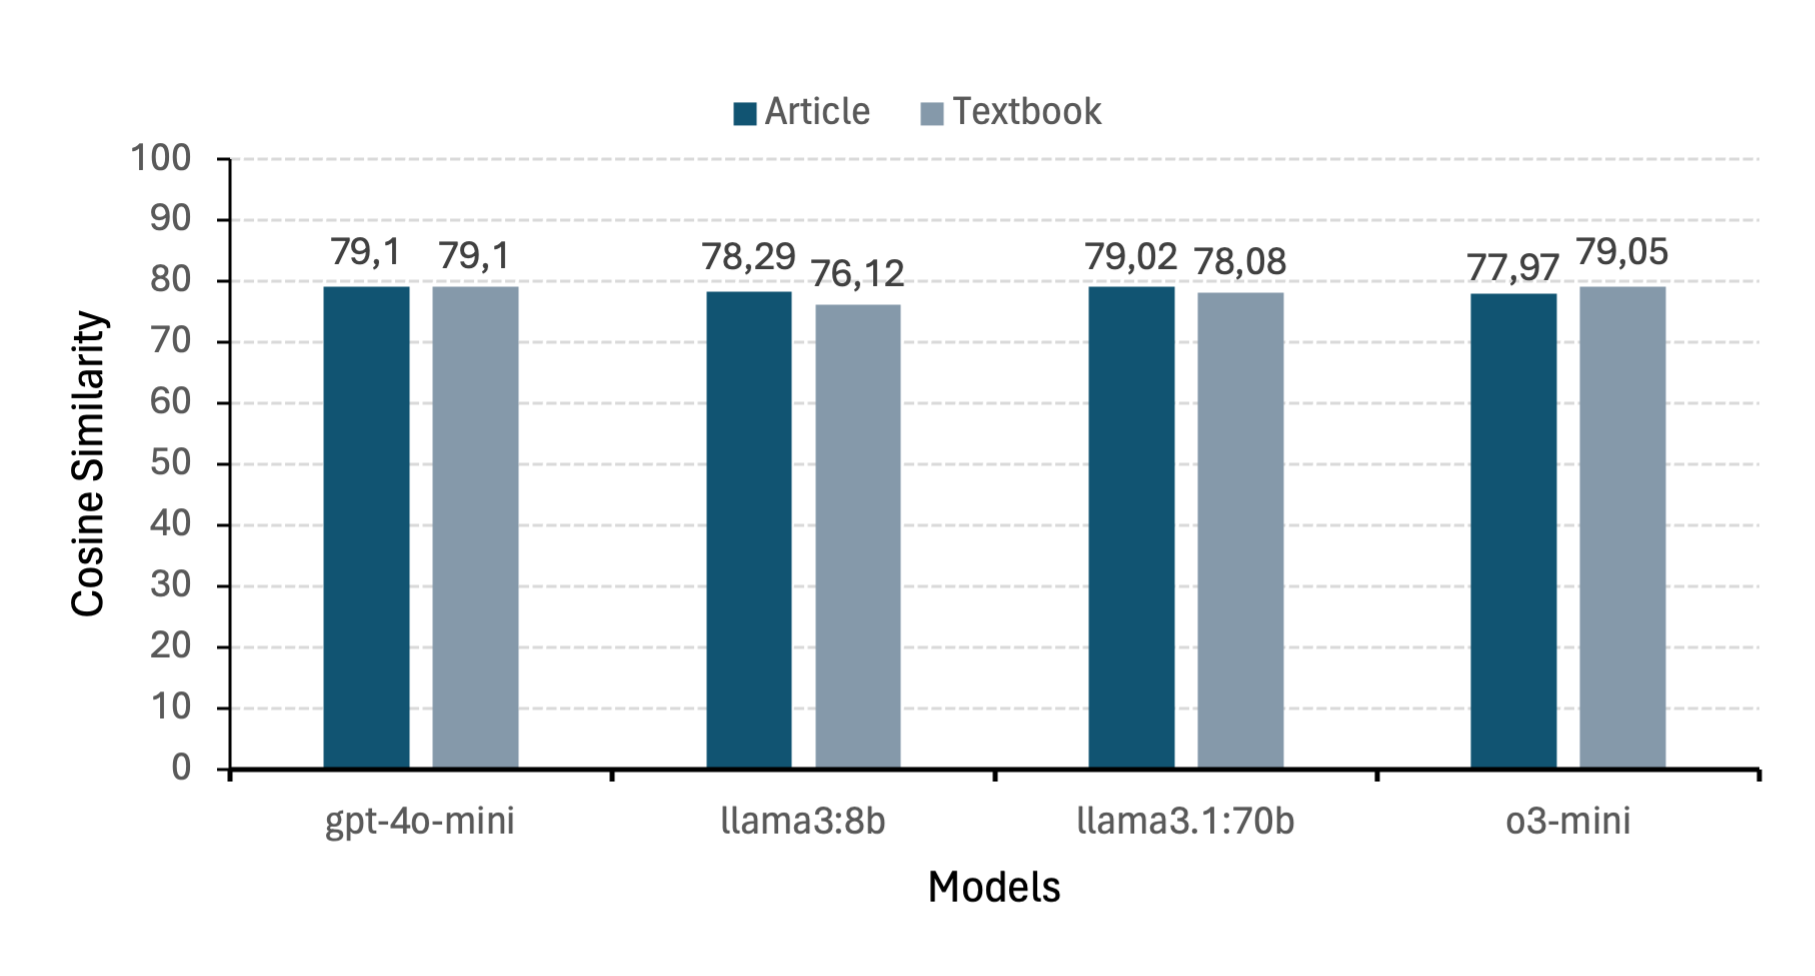 Article Textbook
100
90
80
70
60
50
40
30
20
10
0
Cosine Similarity
79,1 79,1 78,29 76,12 79,02 78,08 77,97 79,05
gpt-4o-mini llama3:8b llama3.1:70b o3-mini
Models